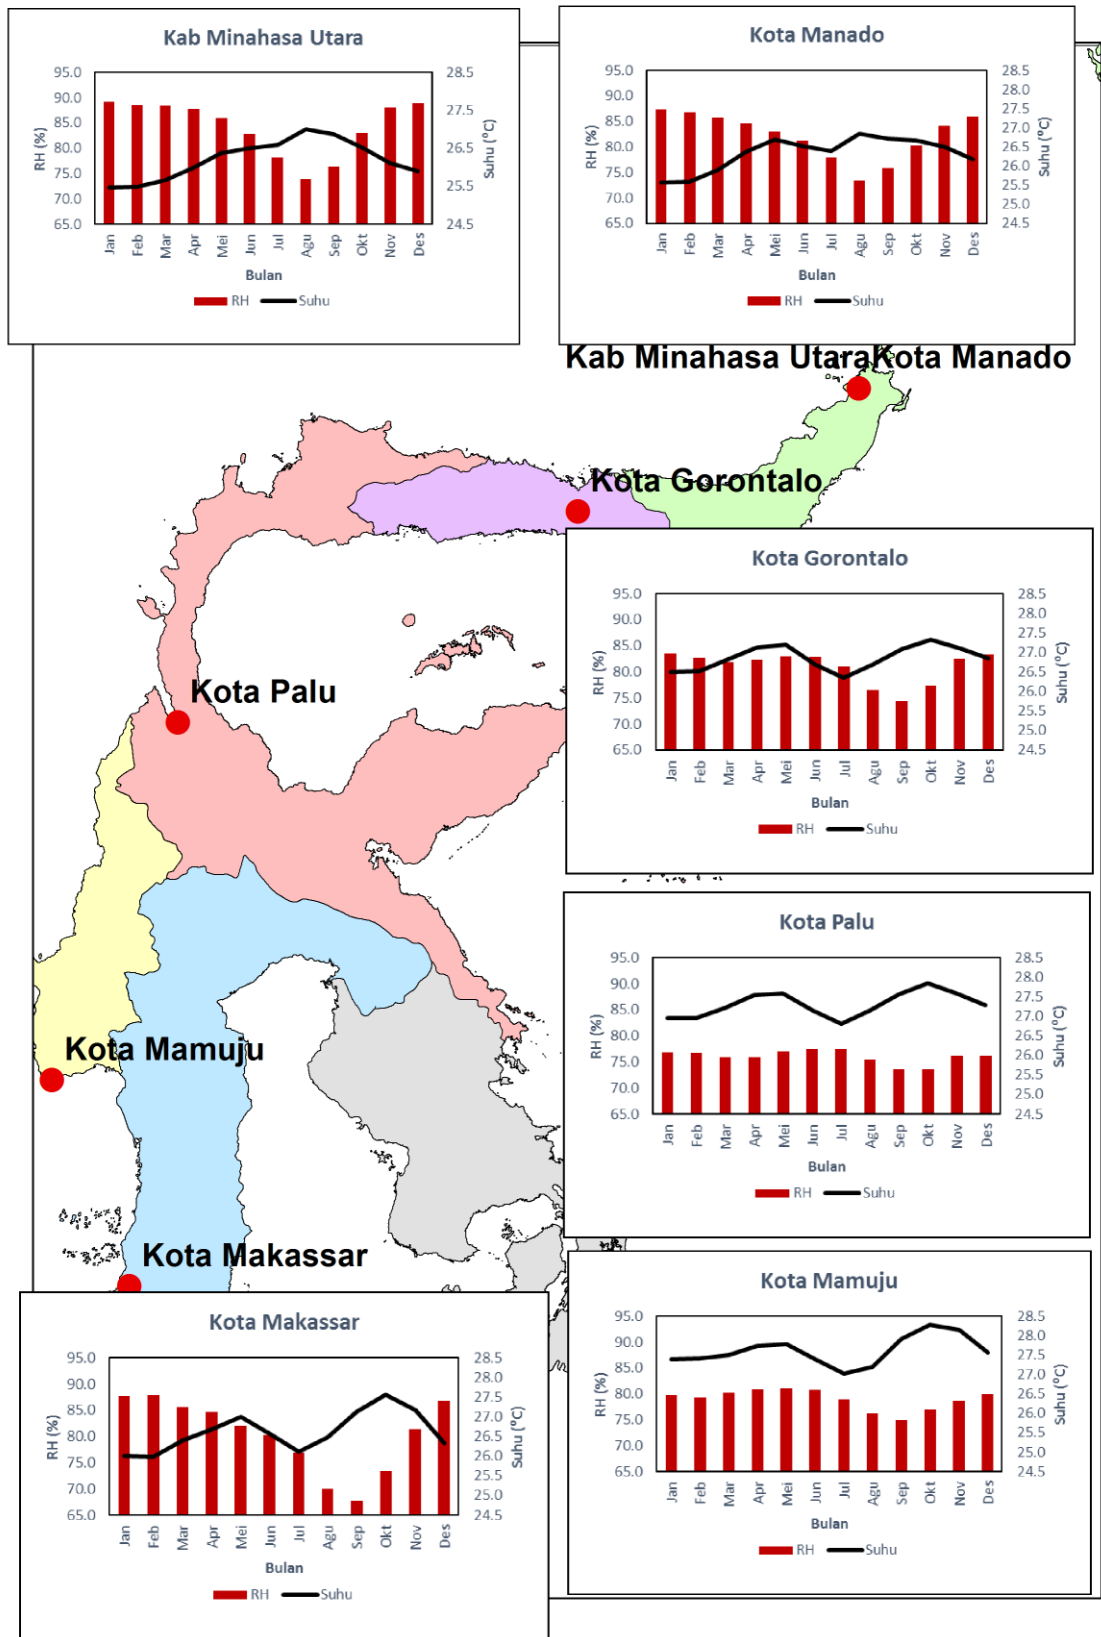 Kab Minahasa Utara
RH (%)
95.0
90.0
85.0
80.0
75.0
70.0
65.0
28.5
27.5
26.5
25.5
24.5
Suhu (°C)
Jan Feb Mar Apr Mei Jun Jul Agu Sep Okt Nov Des
Bulan
RH Suhu
Kota Manado
RH (%)
95.0
90.0
85.0
80.0
75.0
70.0
65.0
28.5
28.0
27.5
27.0
26.5
26.0
25.5
25.0
24.5
Suhu (°C)
Jan Feb Mar Apr Mei Jun Jul Agu Sep Okt Nov Des
Bulan
RH Suhu
Kab Minahasa Utara Kota Manado
Kota Gorontalo
Kota Gorontalo
RH (%)
95.0
90.0
85.0
80.0
75.0
70.0
65.0
28.5
28.0
27.5
27.0
26.5
26.0
25.5
25.0
24.5
Suhu (°C)
Jan Feb Mar Apr Mei Jun Jul Agu Sep Okt Nov Des
Bulan
RH Suhu
Kota Palu
Kota Palu
RH (%)
95.0
90.0
85.0
80.0
75.0
70.0
65.0
28.5
28.0
27.5
27.0
26.5
26.0
25.5
25.0
24.5
Suhu (°C)
Jan Feb Mar Apr Mei Jun Jul Agu Sep Okt Nov Des
Bulan
RH Suhu
Kota Mamuju
Kota Makassar
Kota Mamuju
RH (%)
95.0
90.0
85.0
80.0
75.0
70.0
65.0
28.5
28.0
27.5
27.0
26.5
26.0
25.5
25.0
24.5
Suhu (°C)
Jan Feb Mar Apr Mei Jun Jul Agu Sep Okt Nov Des
Bulan
RH Suhu
Kota Makassar
RH (%)
95.0
90.0
85.0
80.0
75.0
70.0
65.0
28.5
28.0
27.5
27.0
26.5
26.0
25.5
25.0
24.5
Suhu (°C)
Jan Feb Mar Apr Mei Jun Jul Agu Sep Okt Nov Des
Bulan
RH Suhu